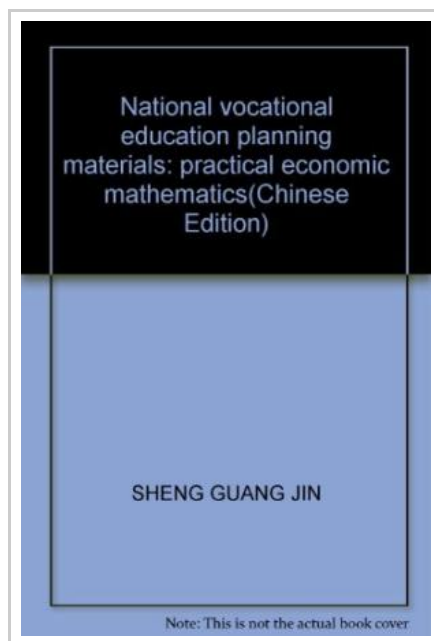 National vocational
education planning
materials: practical economic
mathematics(Chinese
Edition)
SHENG GUANG JIN
Note: This is not the actual book cover